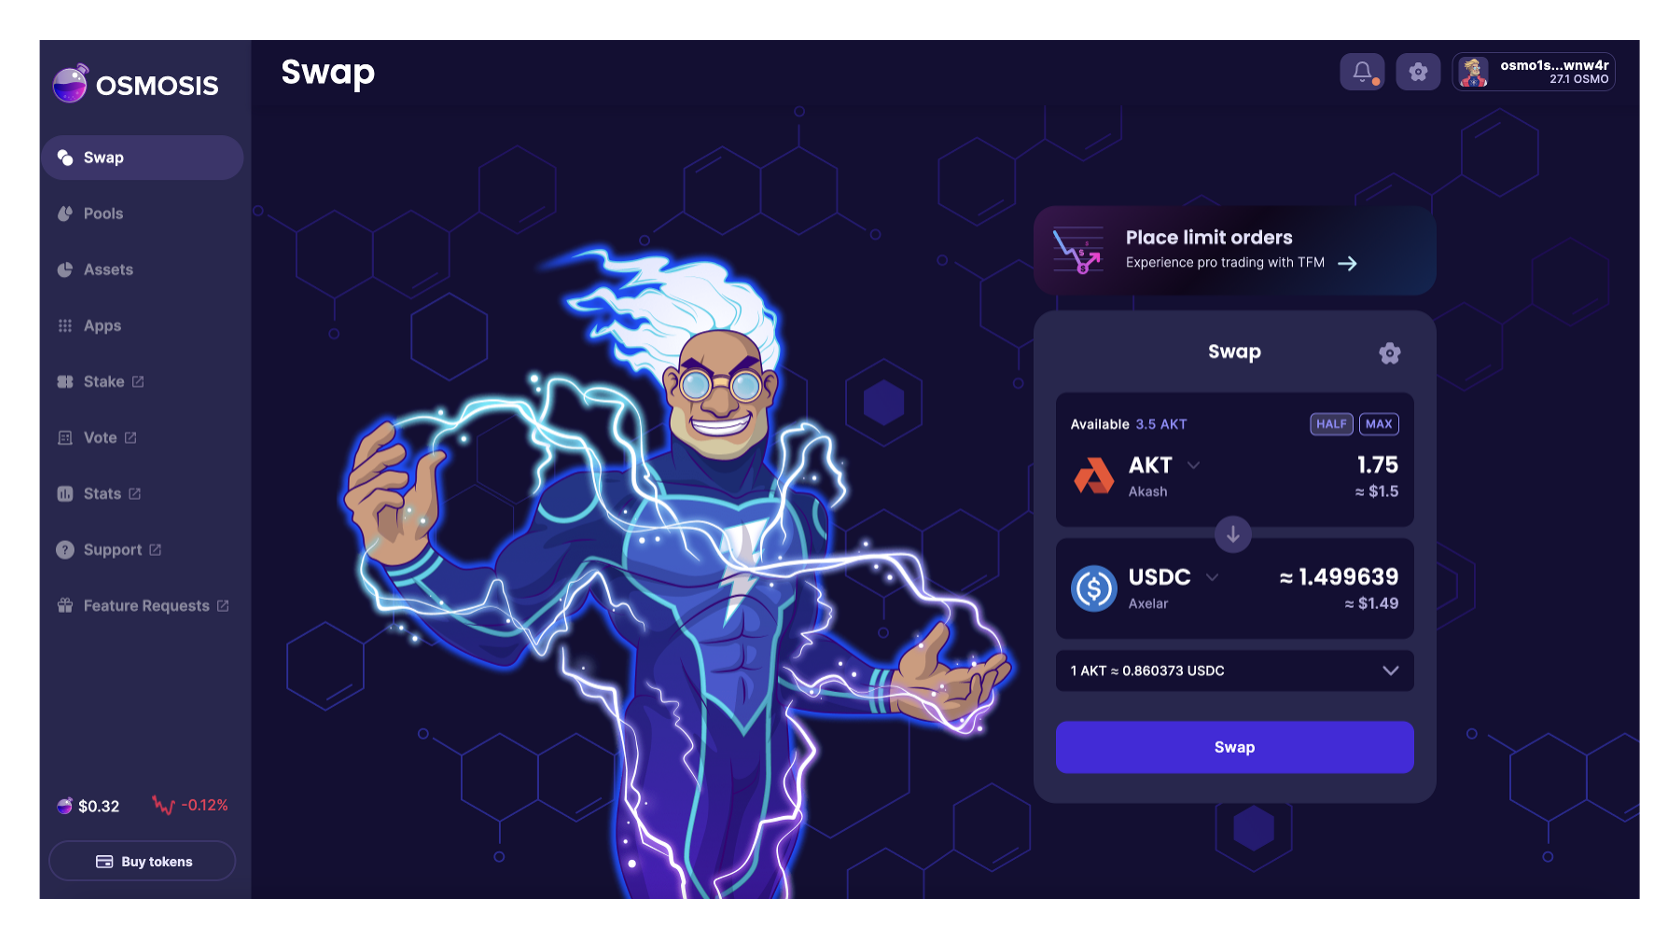 OSMOSIS
Swap
Pools
Assets
Apps
Stake
Vote
Stats
Support
Feature Requests
$0.32 -0.12%
Buy tokens
Swap
osmo1s...wnw4r
27.1 OSMO
Place limit orders
Experience pro trading with TFM
Swap
Available 3.5 AKT HALF MAX
AKT 1.75
Akash ≈ $1.5
USDC ≈ 1.499639
Axelar ≈ $1.49
1 AKT ≈ 0.860373 USDC
Swap